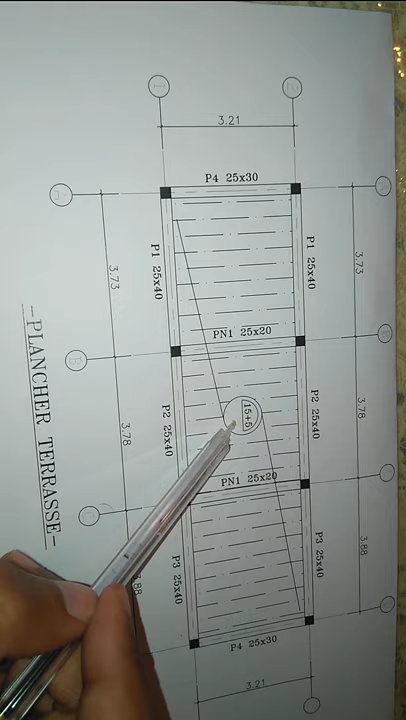 3.21
P4 25x30
P1 25x40
P1 25x40
3.73
3.73
PN1 25x20
P2 25x40
P2 25x40
15+5
3.78
3.78
PN1 25x20
P3 25x40
P3 25x40
3.88
.88
P4 25x30
3.21
-PLANCHER TERRASSE-